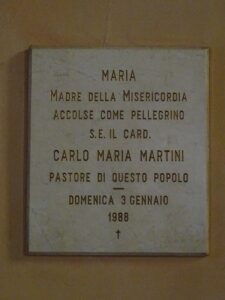 MARIA
MADRE DELLA MISERICORDIA
ACCOLSE COME PELLEGRINO
S.E. IL CARD.
CARLO MARIA MARTINI
PASTORE DI QUESTO POPOLO
DOMENICA 3 GENNAIO
1988